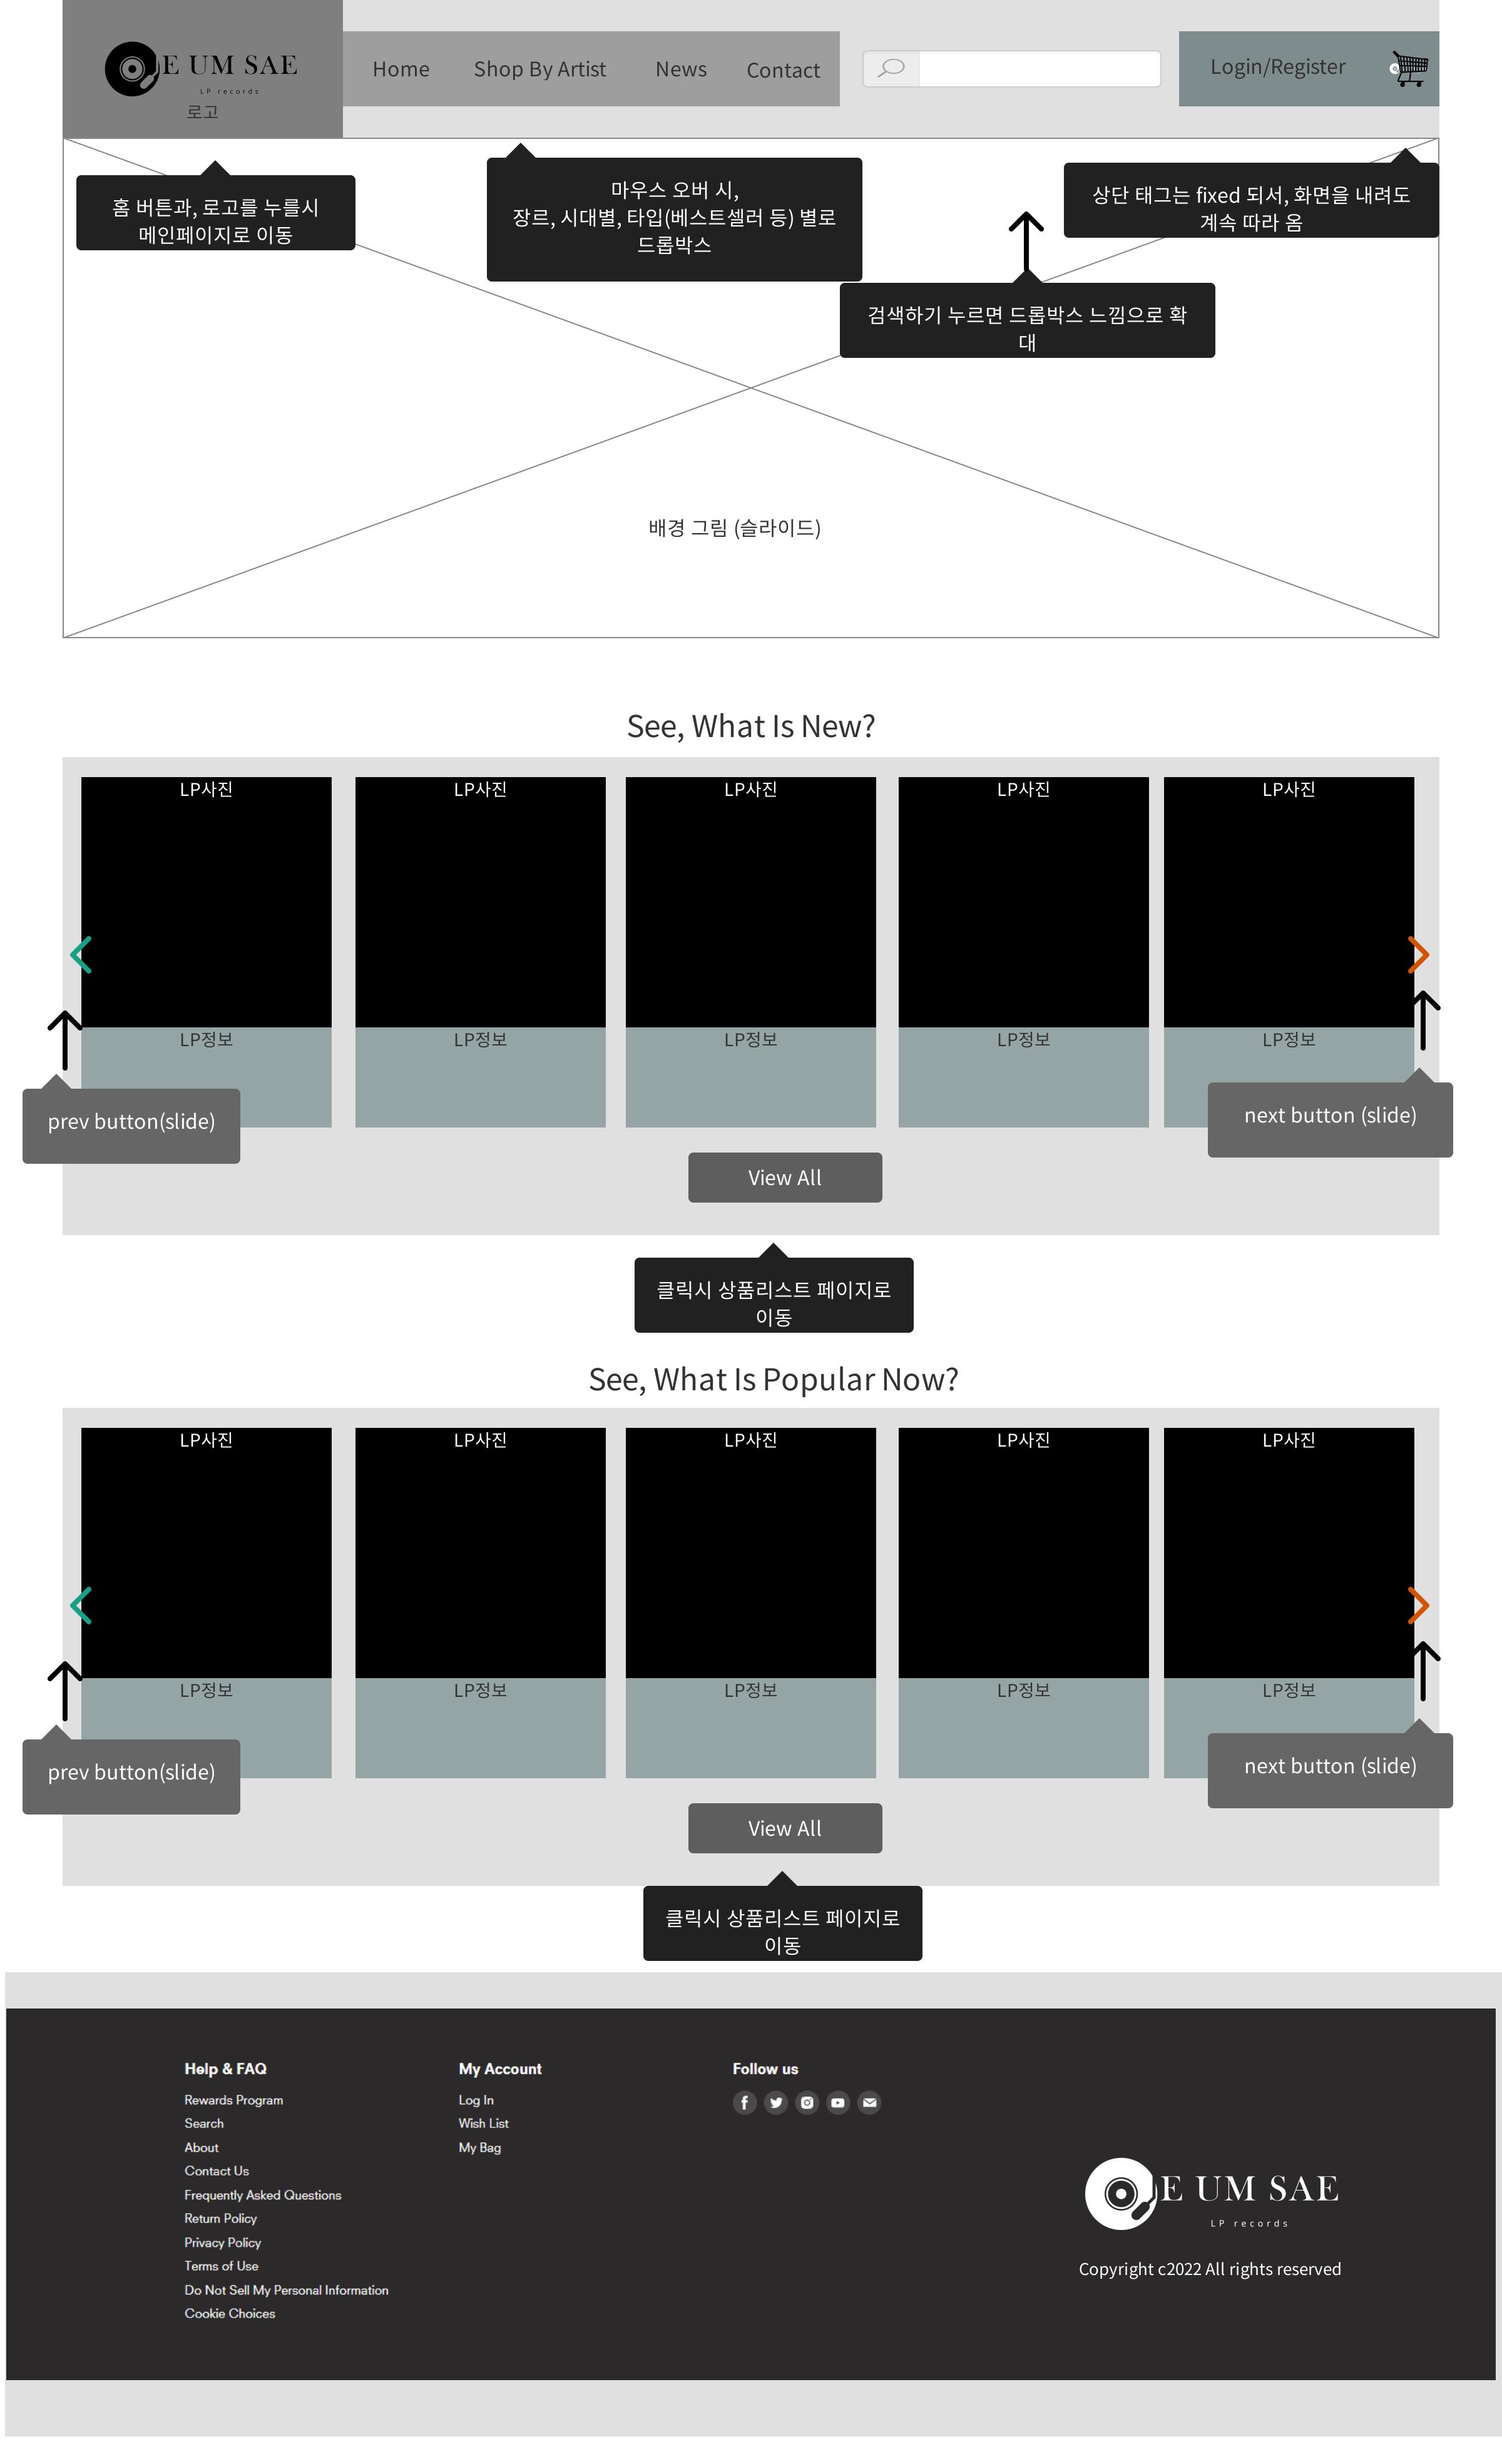 E UM SAE
LP records
로고
Home
Shop By Artist
News
Contact
Login/Register
홈 버튼과, 로고를 누를시
메인페이지로 이동
마우스 오버 시,
장르, 시대별, 타입(베스트셀러 등) 별로
드롭박스
상단 태그는 fixed 되서, 화면을 내려도
계속 따라 옴
검색하기 누르면 드롭박스 느낌으로 확
대
배경 그림 (슬라이드)
See, What Is New?
LP사진
LP사진
LP사진
LP사진
LP사진
LP정보
LP정보
LP정보
LP정보
LP정보
prev button(slide)
next button (slide)
View All
클릭시 상품리스트 페이지로
이동
See, What Is Popular Now?
LP사진
LP사진
LP사진
LP사진
LP사진
LP정보
LP정보
LP정보
LP정보
LP정보
prev button(slide)
next button (slide)
View All
클릭시 상품리스트 페이지로
이동
Help & FAQ
Rewards Program
Search
About
Contact Us
Frequently Asked Questions
Return Policy
Privacy Policy
Terms of Use
Do Not Sell My Personal Information
Cookie Choices
My Account
Log In
Wish List
My Bag
Follow us
E UM SAE
LP records
Copyright c2022 All rights reserved